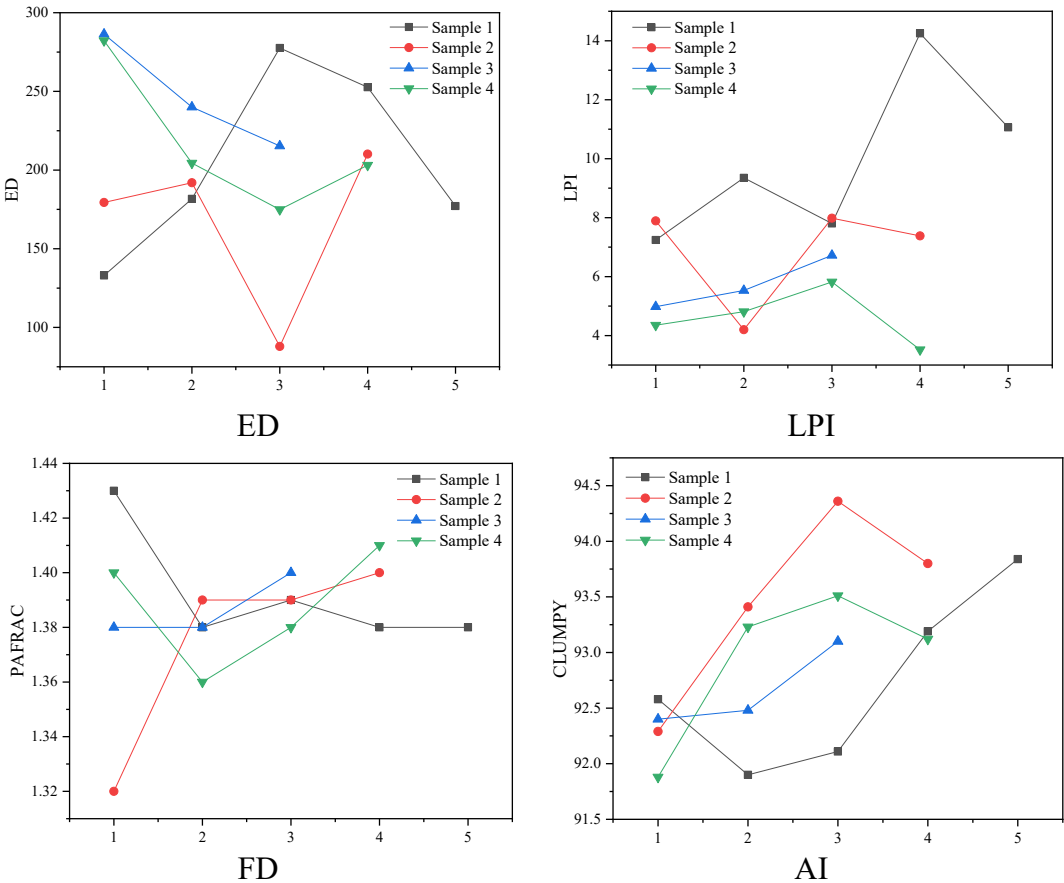 300
250
200
150
100
ED
1 2 3 4 5
Sample 1
Sample 2
Sample 3
Sample 4
ED
14
12
10
8
6
4
LPI
1 2 3 4 5
Sample 1
Sample 2
Sample 3
Sample 4
LPI
1.44
1.42
1.40
1.38
1.36
1.34
1.32
PAFRAC
1 2 3 4 5
Sample 1
Sample 2
Sample 3
Sample 4
FD
94.5
94.0
93.5
93.0
92.5
92.0
91.5
CLUMPY
1 2 3 4 5
Sample 1
Sample 2
Sample 3
Sample 4
AI